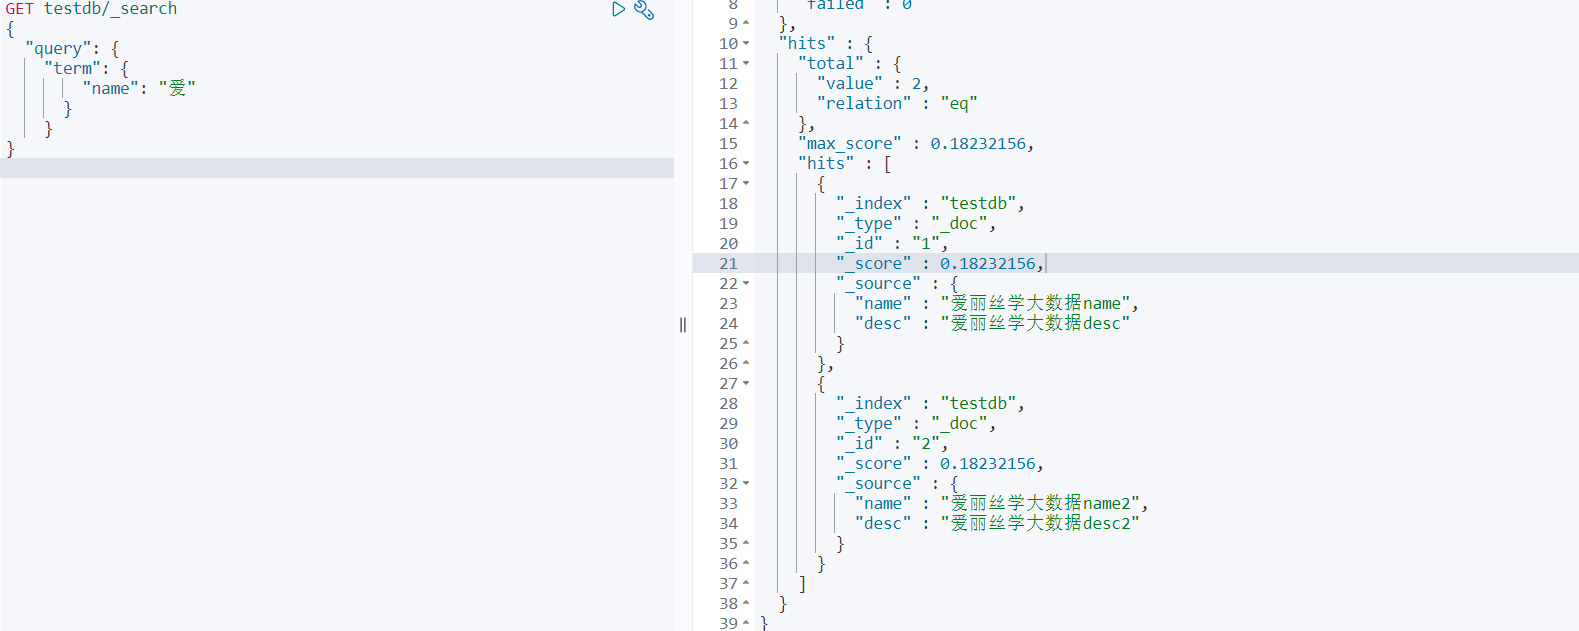 GET testdb/_search
{
  "query": {
    "term": {
        "name": "爱"
      }
    }
}
8 "failed" : 0
9 },
10 "hits" : {
11 "total" : {
12 "value" : 2,
13 "relation" : "eq"
14 },
15 "max_score" : 0.18232156,
16 "hits" : [
17 {
18 "_index" : "testdb",
19 "_type" : "_doc",
20 "_id" : "1",
21 "_score" : 0.18232156,
22 "_source" : {
23 "name" : "爱丽丝学大数据name",
24 "desc" : "爱丽丝学大数据desc"
25 }
26 },
27 {
28 "_index" : "testdb",
29 "_type" : "_doc",
30 "_id" : "2",
31 "_score" : 0.18232156,
32 "_source" : {
33 "name" : "爱丽丝学大数据name2",
34 "desc" : "爱丽丝学大数据desc2"
35 }
36 }
37 ]
38 }
39 }